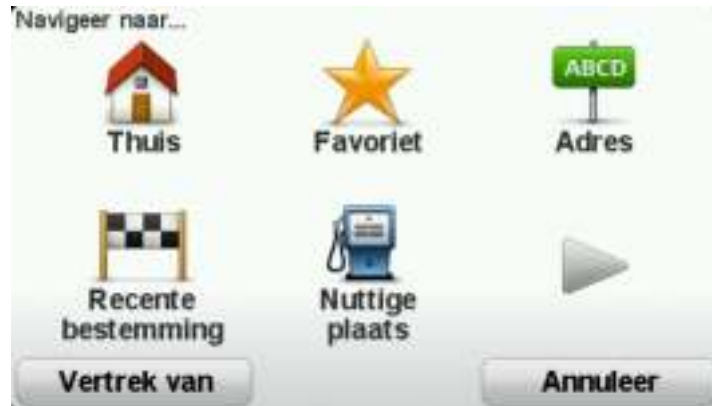 Navigeer naar...
ABCD
Thuis
Favoriet
Adres
Recente
bestemming
Nuttige
plaats
Vertrek van
Annuleer